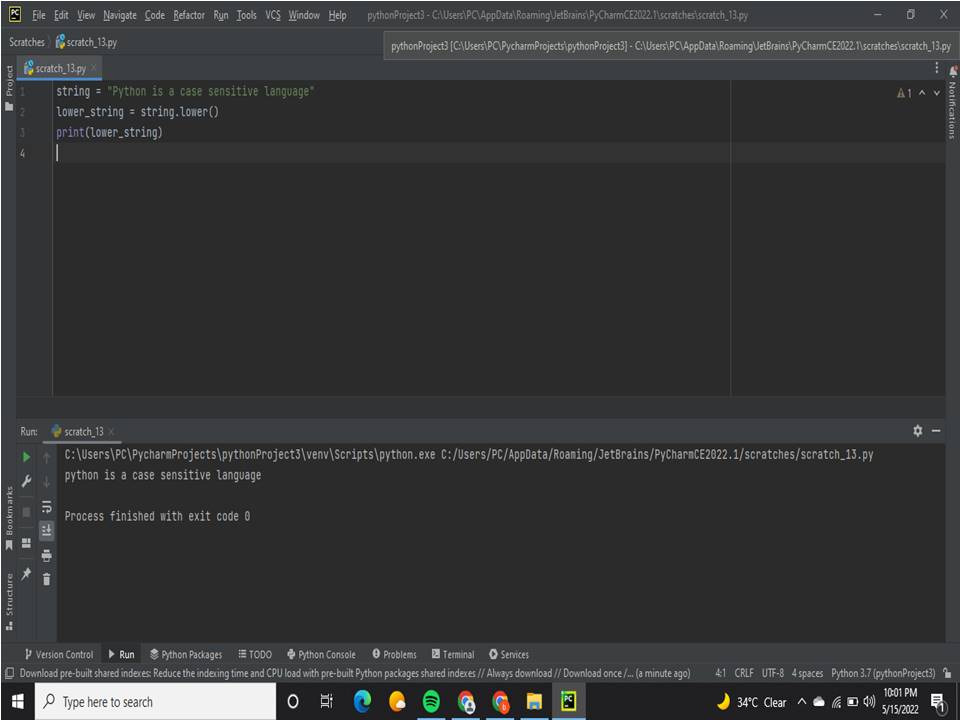 PC File Edit View Navigate Code Refactor Run Tools VCS Window Help pythonProject3 - C:\Users\PC\AppData\Roaming\JetBrains\PyCharmCE2022.1\scratches\scratch_13.py
Scratches scratch_13.py
pythonProject3 [C:\Users\PC\PycharmProjects\pythonProject3] - C:\Users\PC\AppData\Roaming\JetBrains\PyCharmCE2022.1\scratches\scratch_13.py
scratch_13.py
Project
Notifications
1 string = "Python is a case sensitive language"
1
2 lower_string = string.lower()
3 print(lower_string)
4
Run: scratch_13
C:\Users\PC\PycharmProjects\pythonProject3\venv\Scripts\python.exe C:/Users/PC/AppData/Roaming/JetBrains/PyCharmCE2022.1/scratches/scratch_13.py
python is a case sensitive language
Process finished with exit code 0
Bookmarks
Structure
Version Control Run Python Packages TODO Python Console Problems Terminal Services
Download pre-built shared indexes: Reduce the indexing time and CPU load with pre-built Python packages shared indexes // Always download // Download once /... (a minute ago) 4:1 CRLF UTF-8 4 spaces Python 3.7 (pythonProject3)
Type here to search
34°C Clear
10:01 PM
5/15/2022
1